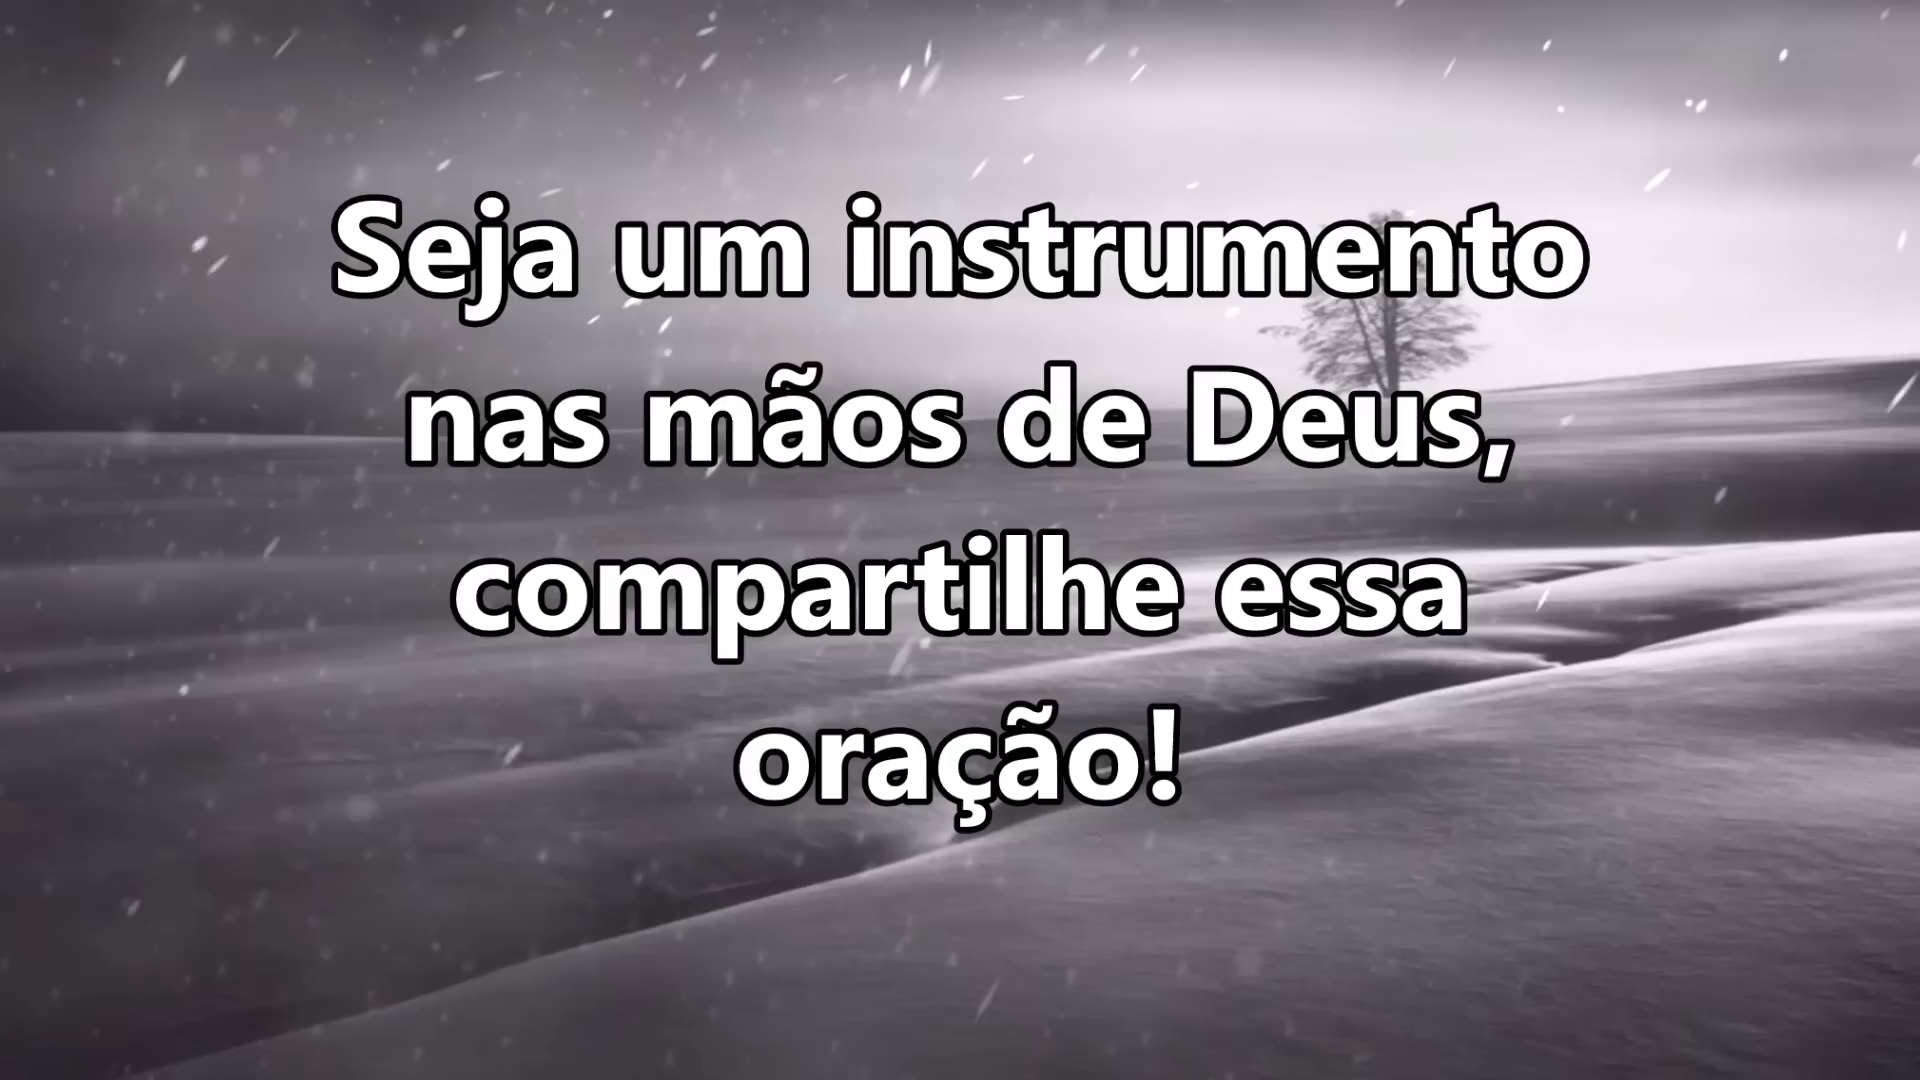 Seja um instrumento
nas mãos de Deus,
compartilhe essa
oração!